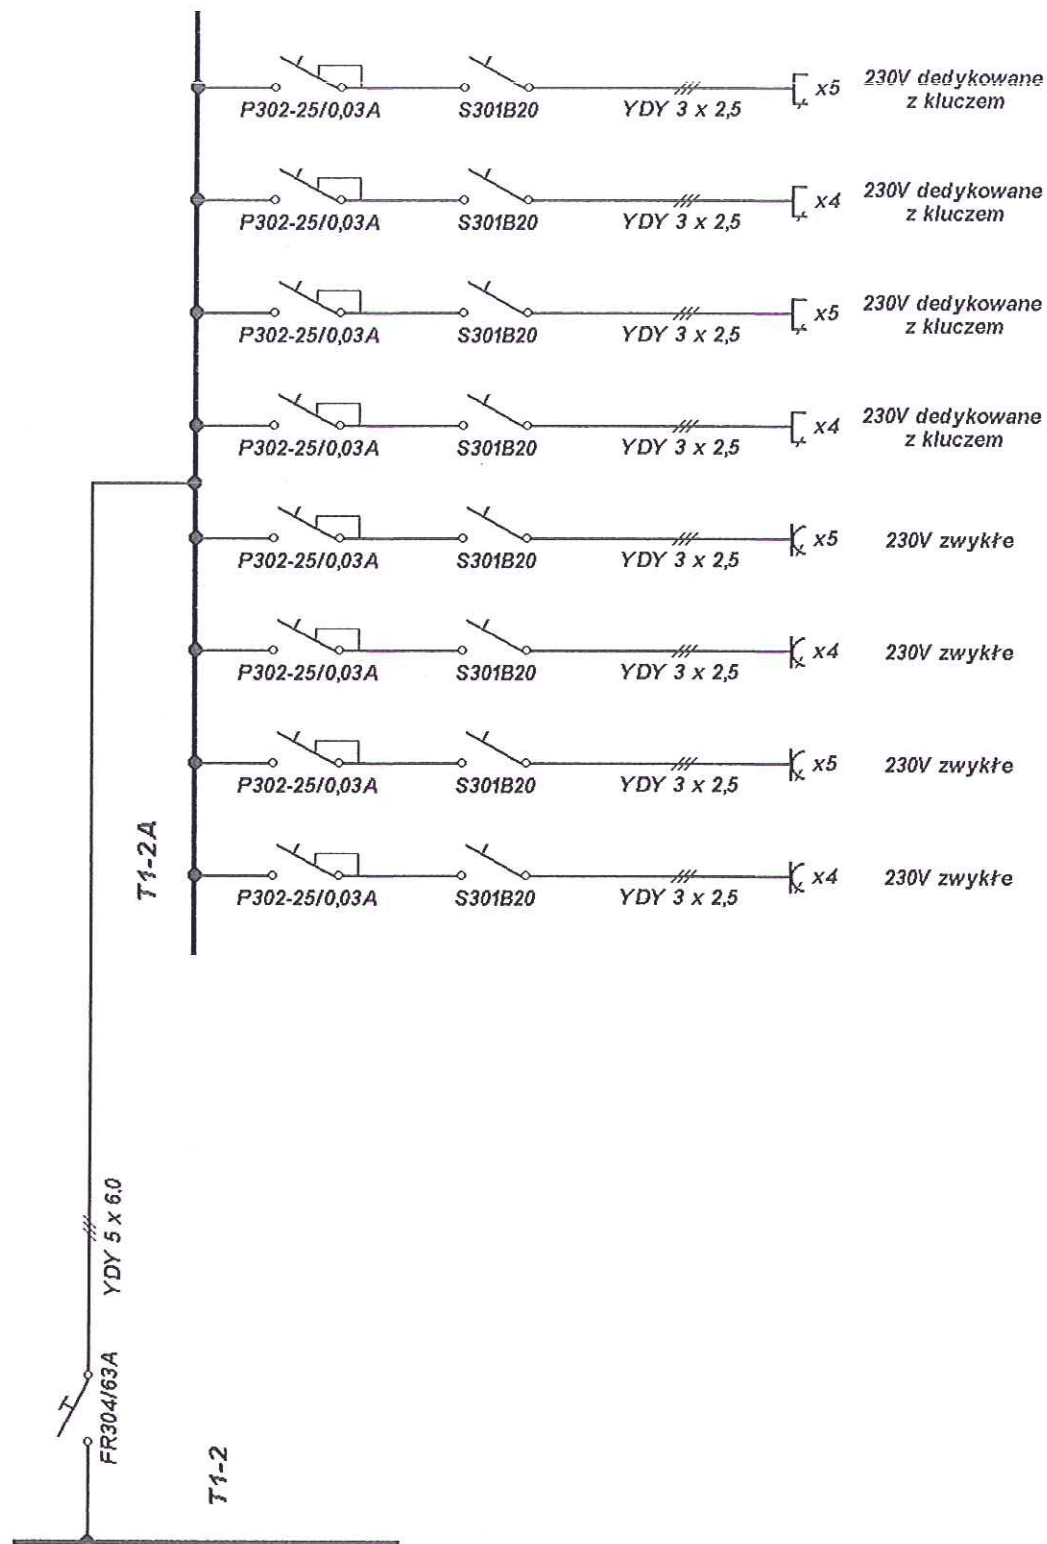 P302-25/0,03A S301B20 YDY 3 x 2,5 x5 230V dedykowane
z kluczem
P302-25/0,03A S301B20 YDY 3 x 2,5 x4 230V dedykowane
z kluczem
P302-25/0,03A S301B20 YDY 3 x 2,5 x5 230V dedykowane
z kluczem
P302-25/0,03A S301B20 YDY 3 x 2,5 x4 230V dedykowane
z kluczem
P302-25/0,03A S301B20 YDY 3 x 2,5 x5 230V zwykłe
P302-25/0,03A S301B20 YDY 3 x 2,5 x4 230V zwykłe
P302-25/0,03A S301B20 YDY 3 x 2,5 x5 230V zwykłe
P302-25/0,03A S301B20 YDY 3 x 2,5 x4 230V zwykłe
T1-2A
YDY 5 x 6.0
FR304/63A
T1-2